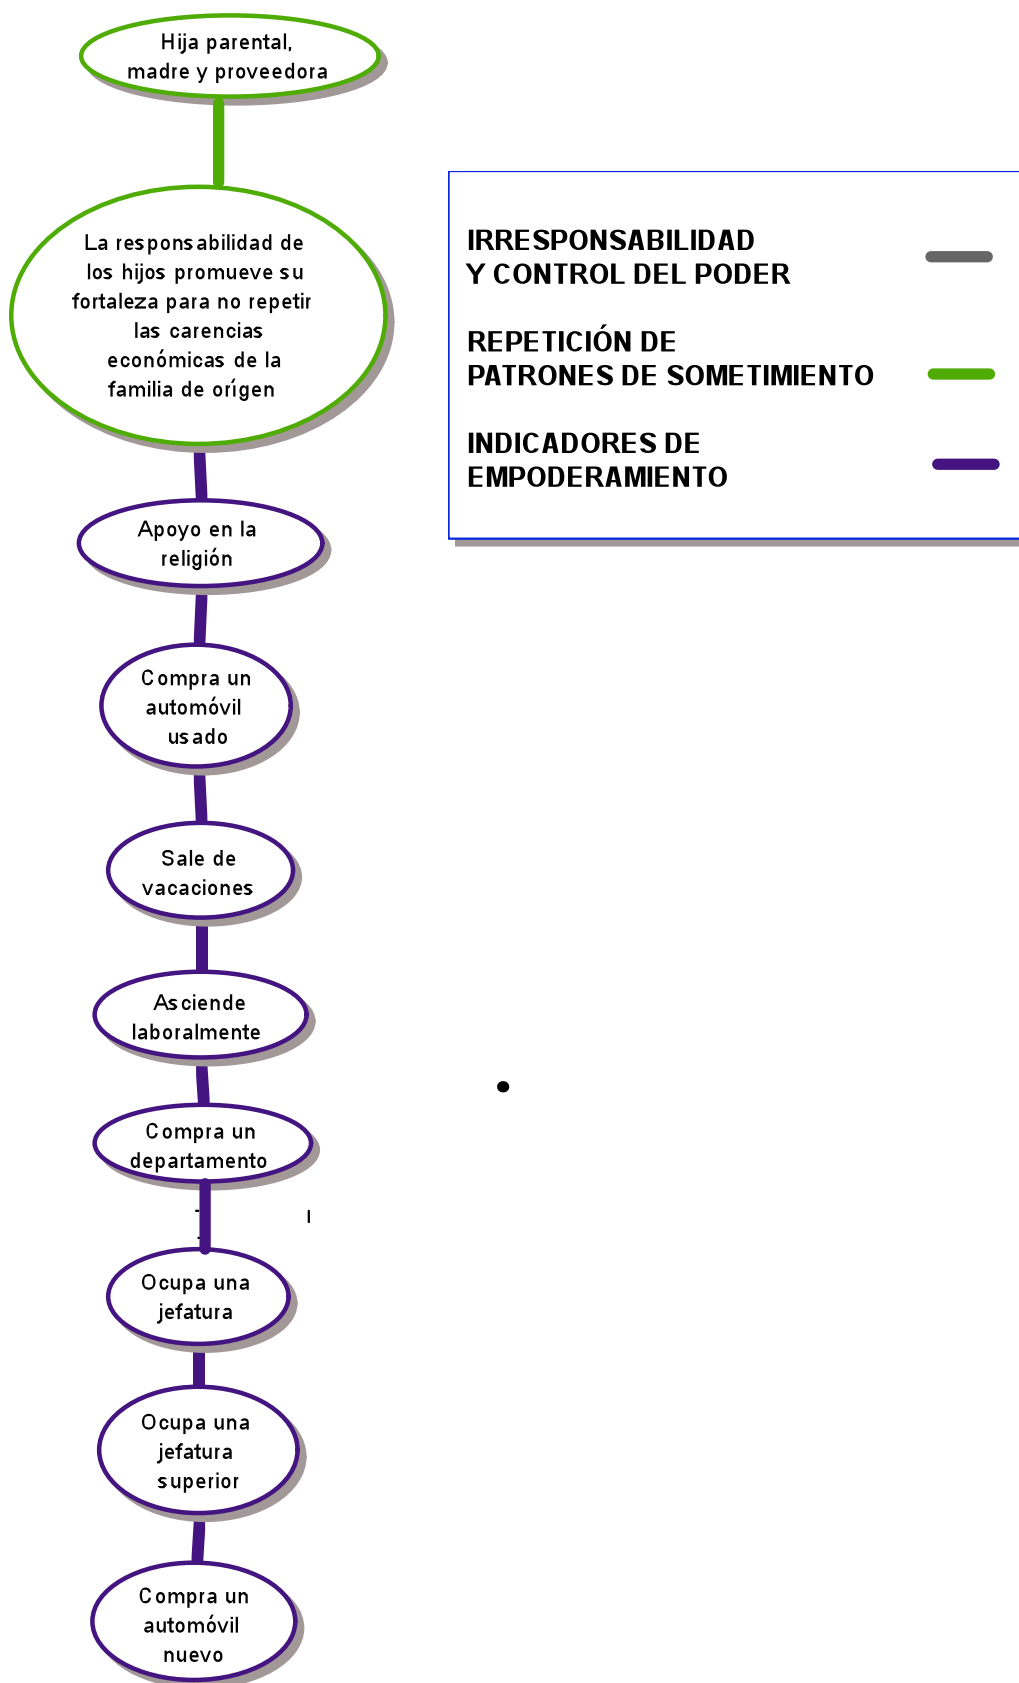 Hija parental,
madre y proveedora
La responsabilidad de
los hijos promueve su
fortaleza para no repetir
las carencias
económicas de la
familia de orígen
IRRESPONSABILIDAD
Y CONTROL DEL PODER
REPETICIÓN DE
PATRONES DE SOMETIMIENTO
INDICADORES DE
EMPODERAMIENTO
Apoyo en la
religión
Compra un
automóvil
usado
Sale de
vacaciones
Asciende
laboralmente
Compra un
departamento
Ocupa una
jefatura
Ocupa una
jefatura
superior
Compra un
automóvil
nuevo